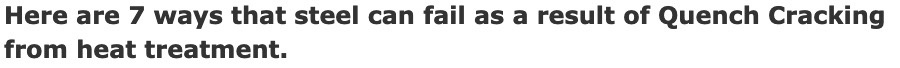 Here are 7 ways that steel can fail as a result of Quench Cracking
from heat treatment.